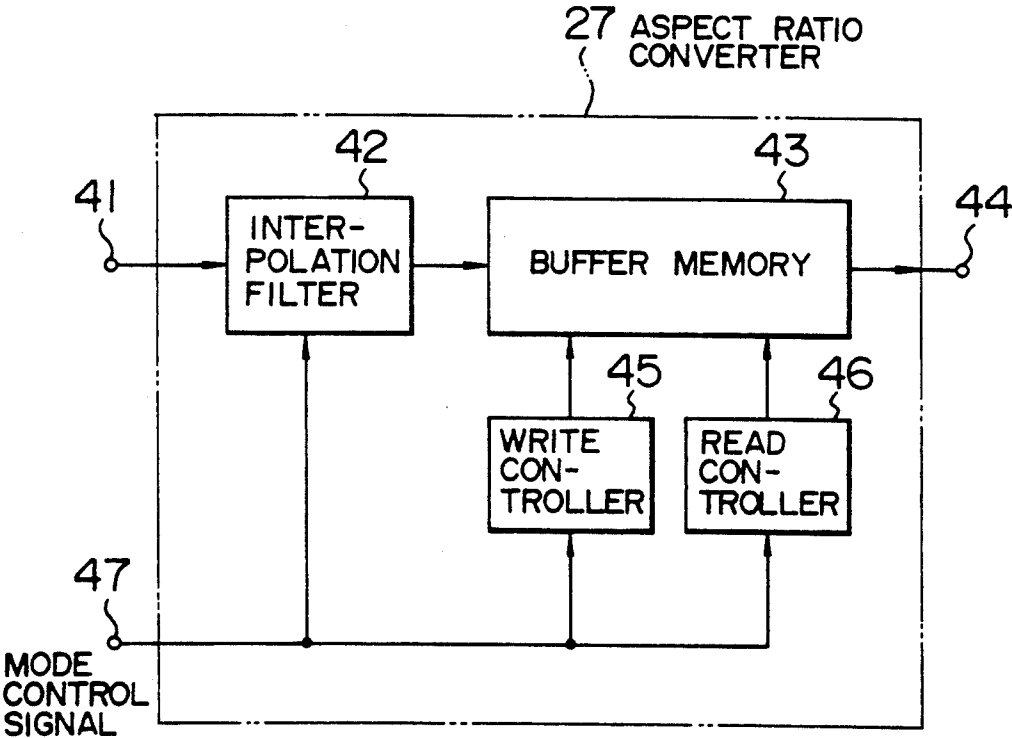 27 ASPECT RATIO
CONVERTER
42
43
41
44
INTER-
POLATION
FILTER
BUFFER MEMORY
45
46
WRITE
CON-
TROLLER
READ
CON-
TROLLER
47
MODE
CONTROL
SIGNAL